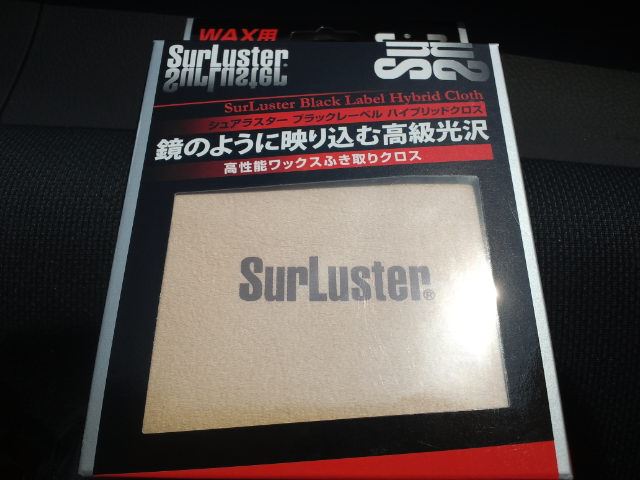 WAX用
SurLuster
SurLuster
SurLuster Black Label Hybrid Cloth
シュアラスター ブラックレーベル ハイブリッドクロス
鏡のように映り込む高級光沢
高性能ワックスふき取りクロス
SurLuster®